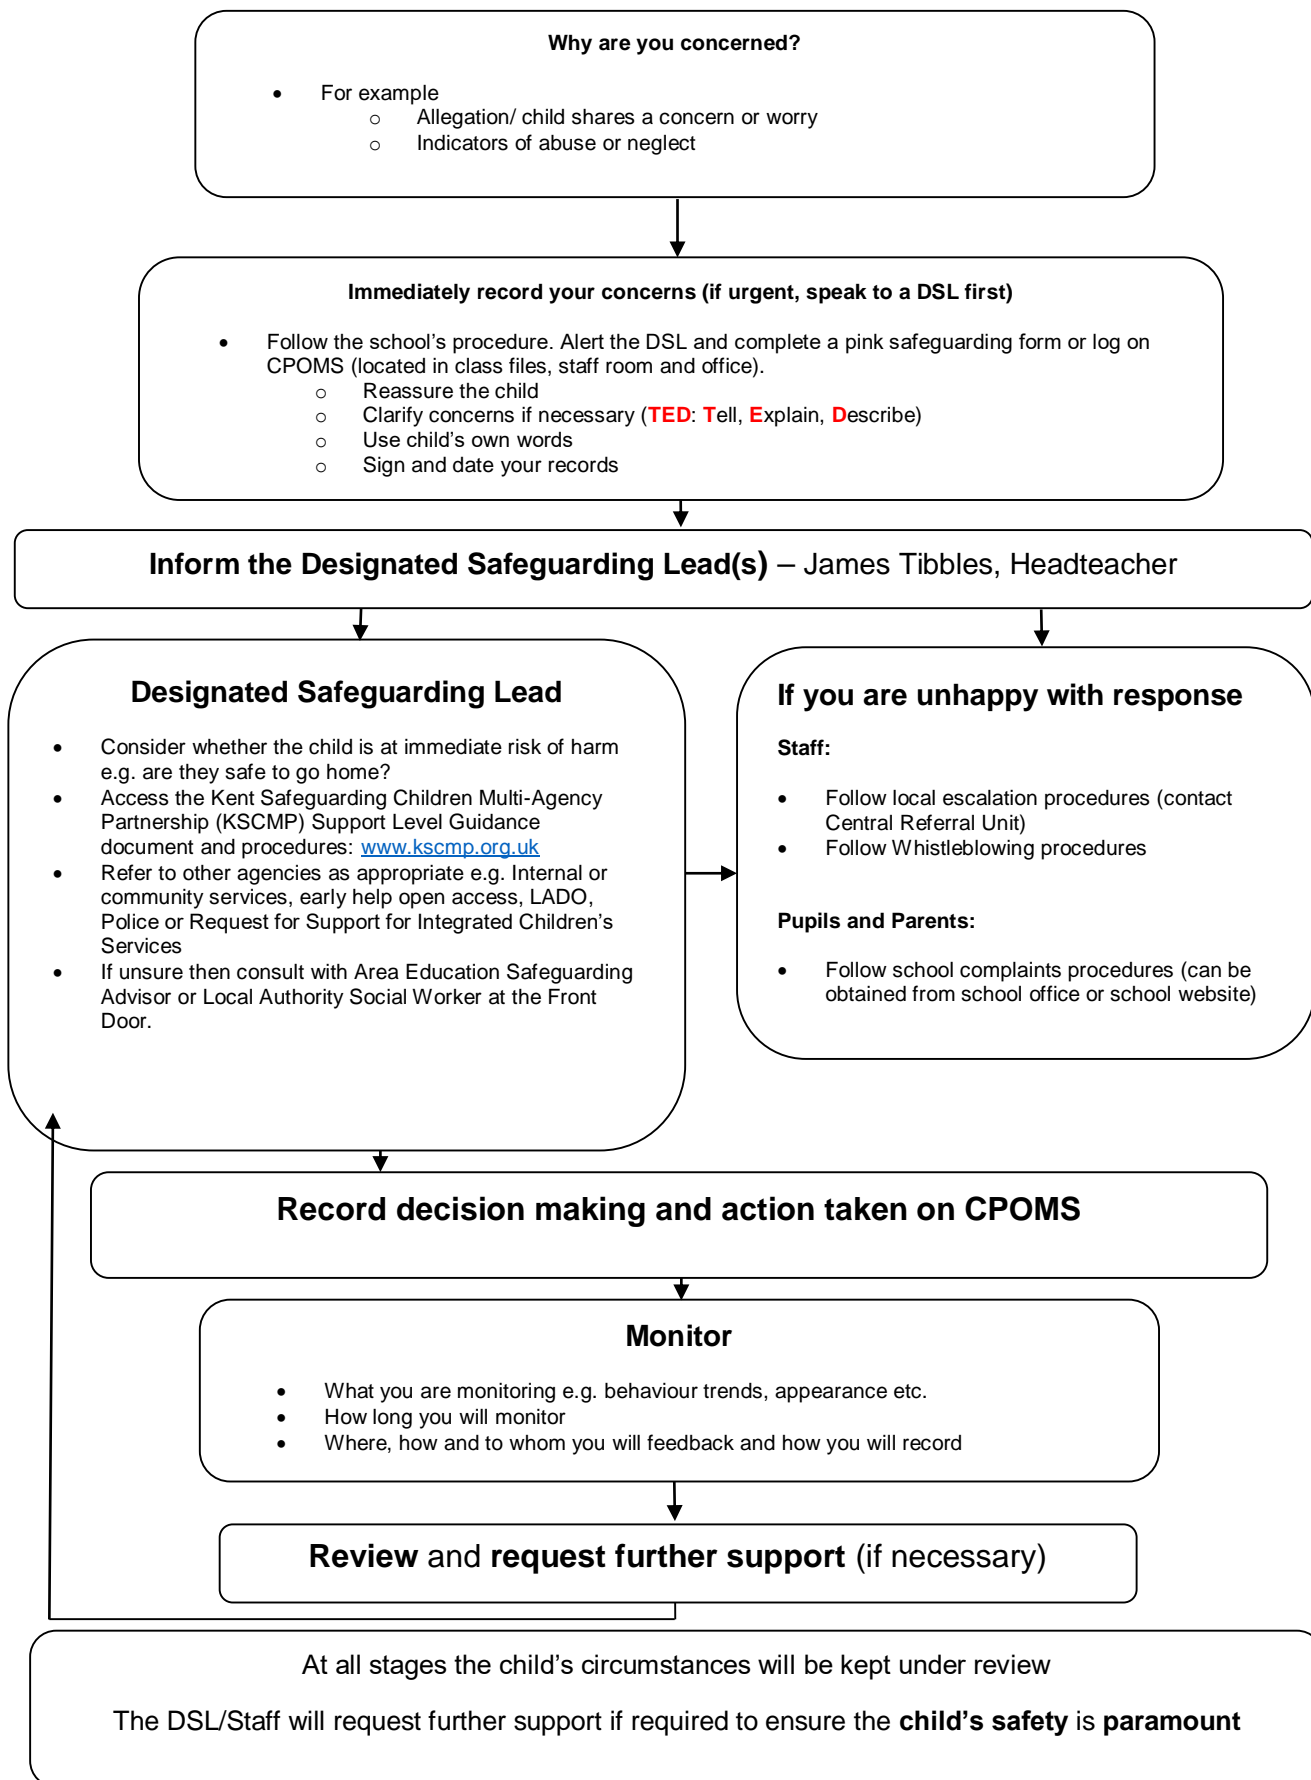 Why are you concerned?
• For example
o Allegation/ child shares a concern or worry
o Indicators of abuse or neglect
Immediately record your concerns (if urgent, speak to a DSL first)
• Follow the school's procedure. Alert the DSL and complete a pink safeguarding form or log on
CPOMS (located in class files, staff room and office).
o Reassure the child
o Clarify concerns if necessary (TED: Tell, Explain, Describe)
o Use child's own words
o Sign and date your records
Inform the Designated Safeguarding Lead(s) – James Tibbles, Headteacher
Designated Safeguarding Lead
• Consider whether the child is at immediate risk of harm
e.g. are they safe to go home?
• Access the Kent Safeguarding Children Multi-Agency
Partnership (KSCMP) Support Level Guidance
document and procedures: www.kscmp.org.uk
• Refer to other agencies as appropriate e.g. Internal or
community services, early help open access, LADO,
Police or Request for Support for Integrated Children's
Services
• If unsure then consult with Area Education Safeguarding
Advisor or Local Authority Social Worker at the Front
Door.
If you are unhappy with response
Staff:
• Follow local escalation procedures (contact
Central Referral Unit)
• Follow Whistleblowing procedures
Pupils and Parents:
• Follow school complaints procedures (can be
obtained from school office or school website)
Record decision making and action taken on CPOMS
Monitor
• What you are monitoring e.g. behaviour trends, appearance etc.
• How long you will monitor
• Where, how and to whom you will feedback and how you will record
Review and request further support (if necessary)
At all stages the child's circumstances will be kept under review
The DSL/Staff will request further support if required to ensure the child's safety is paramount